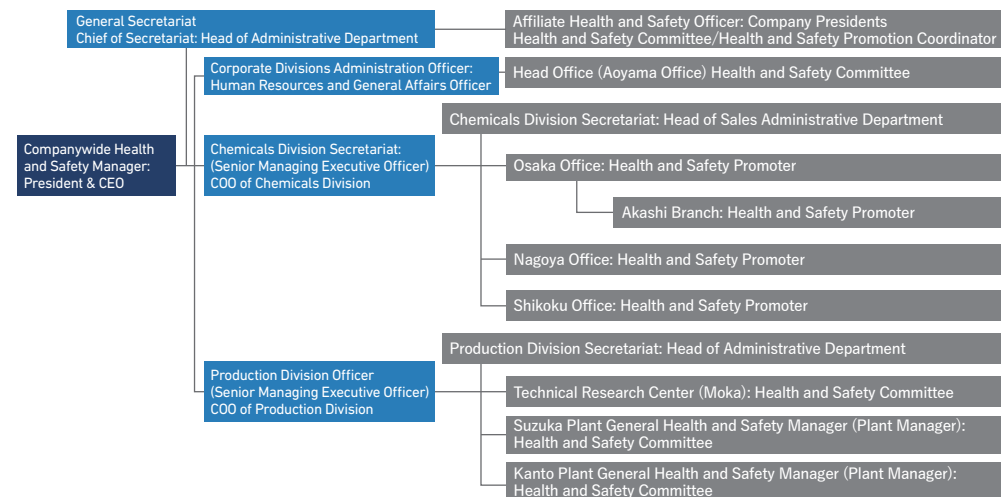 General Secretariat
Chief of Secretariat: Head of Administrative Department
Affiliate Health and Safety Officer: Company Presidents
Health and Safety Committee/Health and Safety Promotion Coordinator
Corporate Divisions Administration Officer:
Human Resources and General Affairs Officer
Head Office (Aoyama Office) Health and Safety Committee
Chemicals Division Secretariat: Head of Sales Administrative Department
Companywide Health
and Safety Manager:
President & CEO
Chemicals Division Secretariat:
(Senior Managing Executive Officer)
COO of Chemicals Division
Osaka Office: Health and Safety Promoter
Akashi Branch: Health and Safety Promoter
Nagoya Office: Health and Safety Promoter
Shikoku Office: Health and Safety Promoter
Production Division Secretariat: Head of Administrative Department
Production Division Officer
(Senior Managing Executive Officer)
COO of Production Division
Technical Research Center (Moka): Health and Safety Committee
Suzuka Plant General Health and Safety Manager (Plant Manager):
Health and Safety Committee
Kanto Plant General Health and Safety Manager (Plant Manager):
Health and Safety Committee